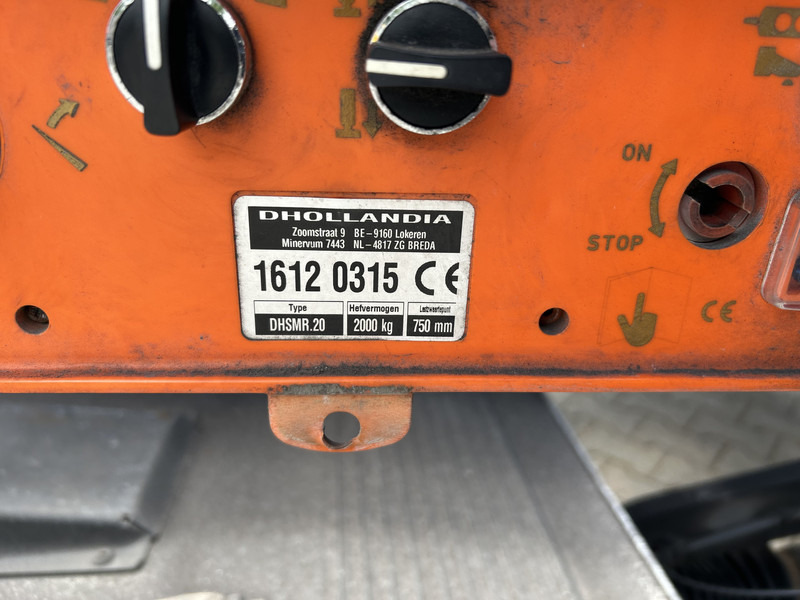 DHOLLANDIA
Zoomstraat 9 BE-9160 Lokeren
Minervum 7443 NL-4817 ZG BREDA
1612 0315 CE
Type Hefvermogen Lastzwaartepunt
DHSMR.20 2000 kg 750 mm
ON
STOP
CE